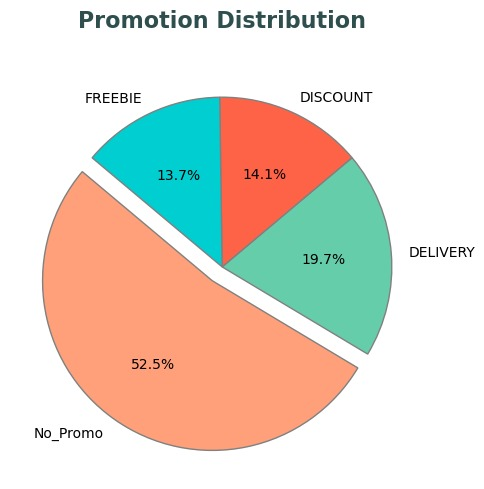 Promotion Distribution
FREEBIE
DISCOUNT
13.7%
14.1%
DELIVERY
19.7%
52.5%
No_Promo